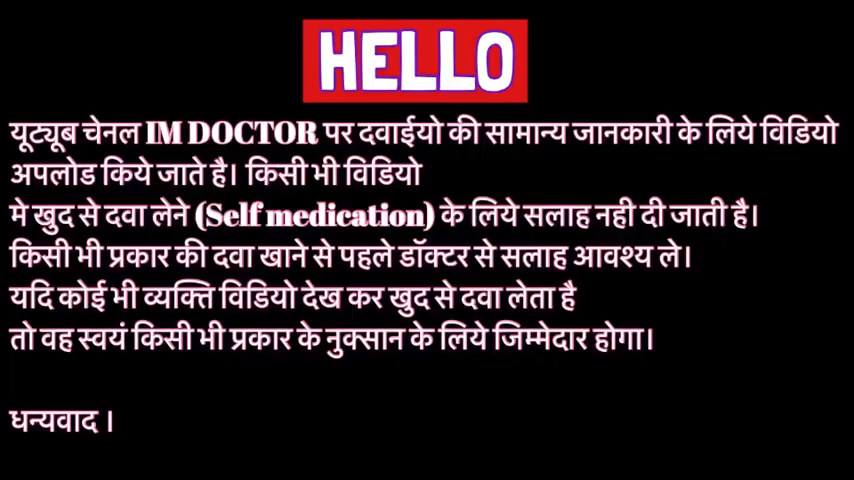 HELLO
यूट्यूब चेनल IM DOCTOR पर दवाईयो की सामान्य जानकारी के लिये विडियो
अपलोड किये जाते है। किसी भी विडियो
मे खुद से दवा लेने (Self medication) के लिये सलाह नही दी जाती है।
किसी भी प्रकार की दवा खाने से पहले डॉक्टर से सलाह आवश्य ले।
यदि कोई भी व्यक्ति विडियो देख कर खुद से दवा लेता है
तो वह स्वयं किसी भी प्रकार के नुक्सान के लिये जिम्मेदार होगा।
धन्यवाद ।